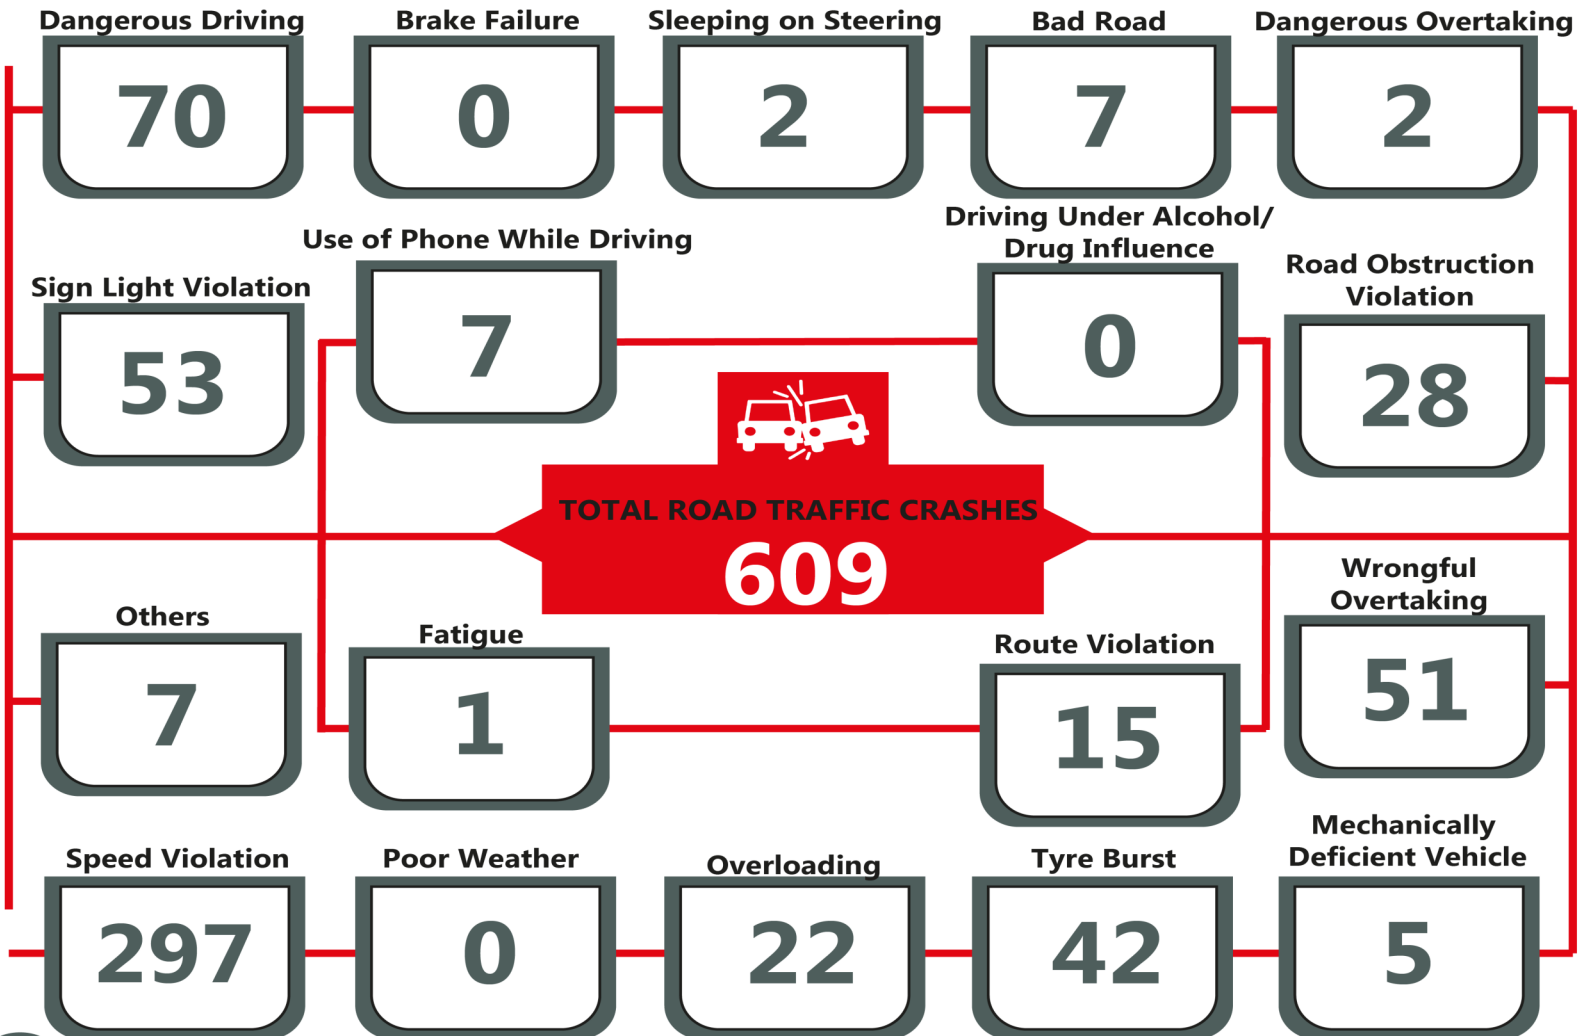 Dangerous Driving
70
Brake Failure
0
Sleeping on Steering
2
Bad Road
7
Dangerous Overtaking
2
Sign Light Violation
53
Use of Phone While Driving
7
Driving Under Alcohol/
Drug Influence
0
Road Obstruction
Violation
28
TOTAL ROAD TRAFFIC CRASHES
609
Others
7
Fatigue
1
Route Violation
15
Wrongful
Overtaking
51
Speed Violation
297
Poor Weather
0
Overloading
22
Tyre Burst
42
Mechanically
Deficient Vehicle
5